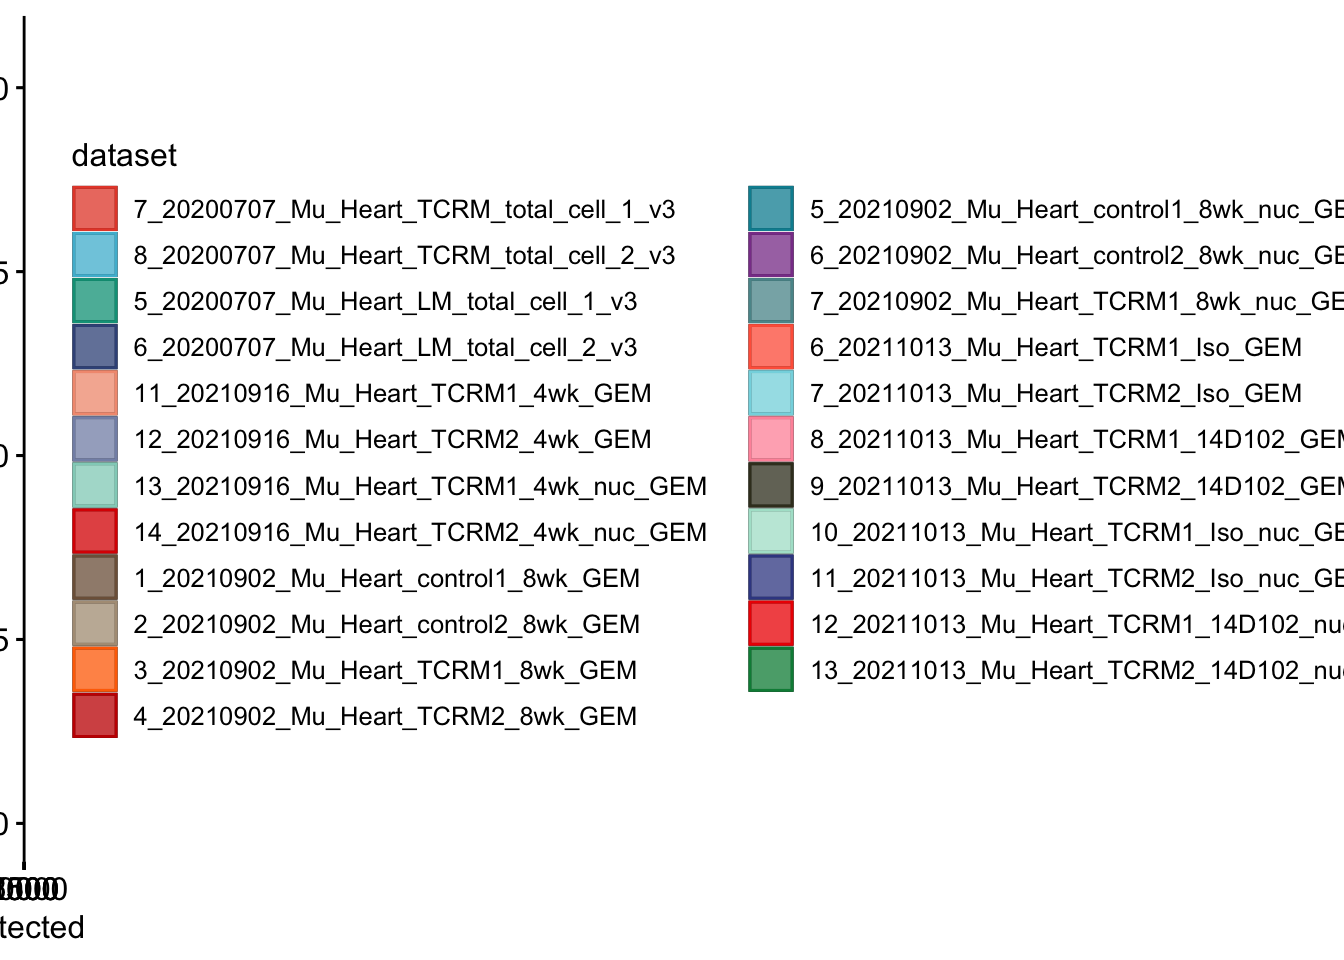 dataset
7_20200707_Mu_Heart_TCRM_total_cell_1_v3
8_20200707_Mu_Heart_TCRM_total_cell_2_v3
5_20200707_Mu_Heart_LM_total_cell_1_v3
6_20200707_Mu_Heart_LM_total_cell_2_v3
11_20210916_Mu_Heart_TCRM1_4wk_GEM
12_20210916_Mu_Heart_TCRM2_4wk_GEM
13_20210916_Mu_Heart_TCRM1_4wk_nuc_GEM
14_20210916_Mu_Heart_TCRM2_4wk_nuc_GEM
1_20210902_Mu_Heart_control1_8wk_GEM
2_20210902_Mu_Heart_control2_8wk_GEM
3_20210902_Mu_Heart_TCRM1_8wk_GEM
4_20210902_Mu_Heart_TCRM2_8wk_GEM
5_20210902_Mu_Heart_control1_8wk_nuc_GE
6_20210902_Mu_Heart_control2_8wk_nuc_GE
7_20210902_Mu_Heart_TCRM1_8wk_nuc_GE
6_20211013_Mu_Heart_TCRM1_Iso_GEM
7_20211013_Mu_Heart_TCRM2_Iso_GEM
8_20211013_Mu_Heart_TCRM1_14D102_GEM
9_20211013_Mu_Heart_TCRM2_14D102_GEM
10_20211013_Mu_Heart_TCRM1_Iso_nuc_GE
11_20211013_Mu_Heart_TCRM2_Iso_nuc_GE
12_20211013_Mu_Heart_TCRM1_14D102_nu
13_20211013_Mu_Heart_TCRM2_14D102_nu
0
5
0
5
0
tected